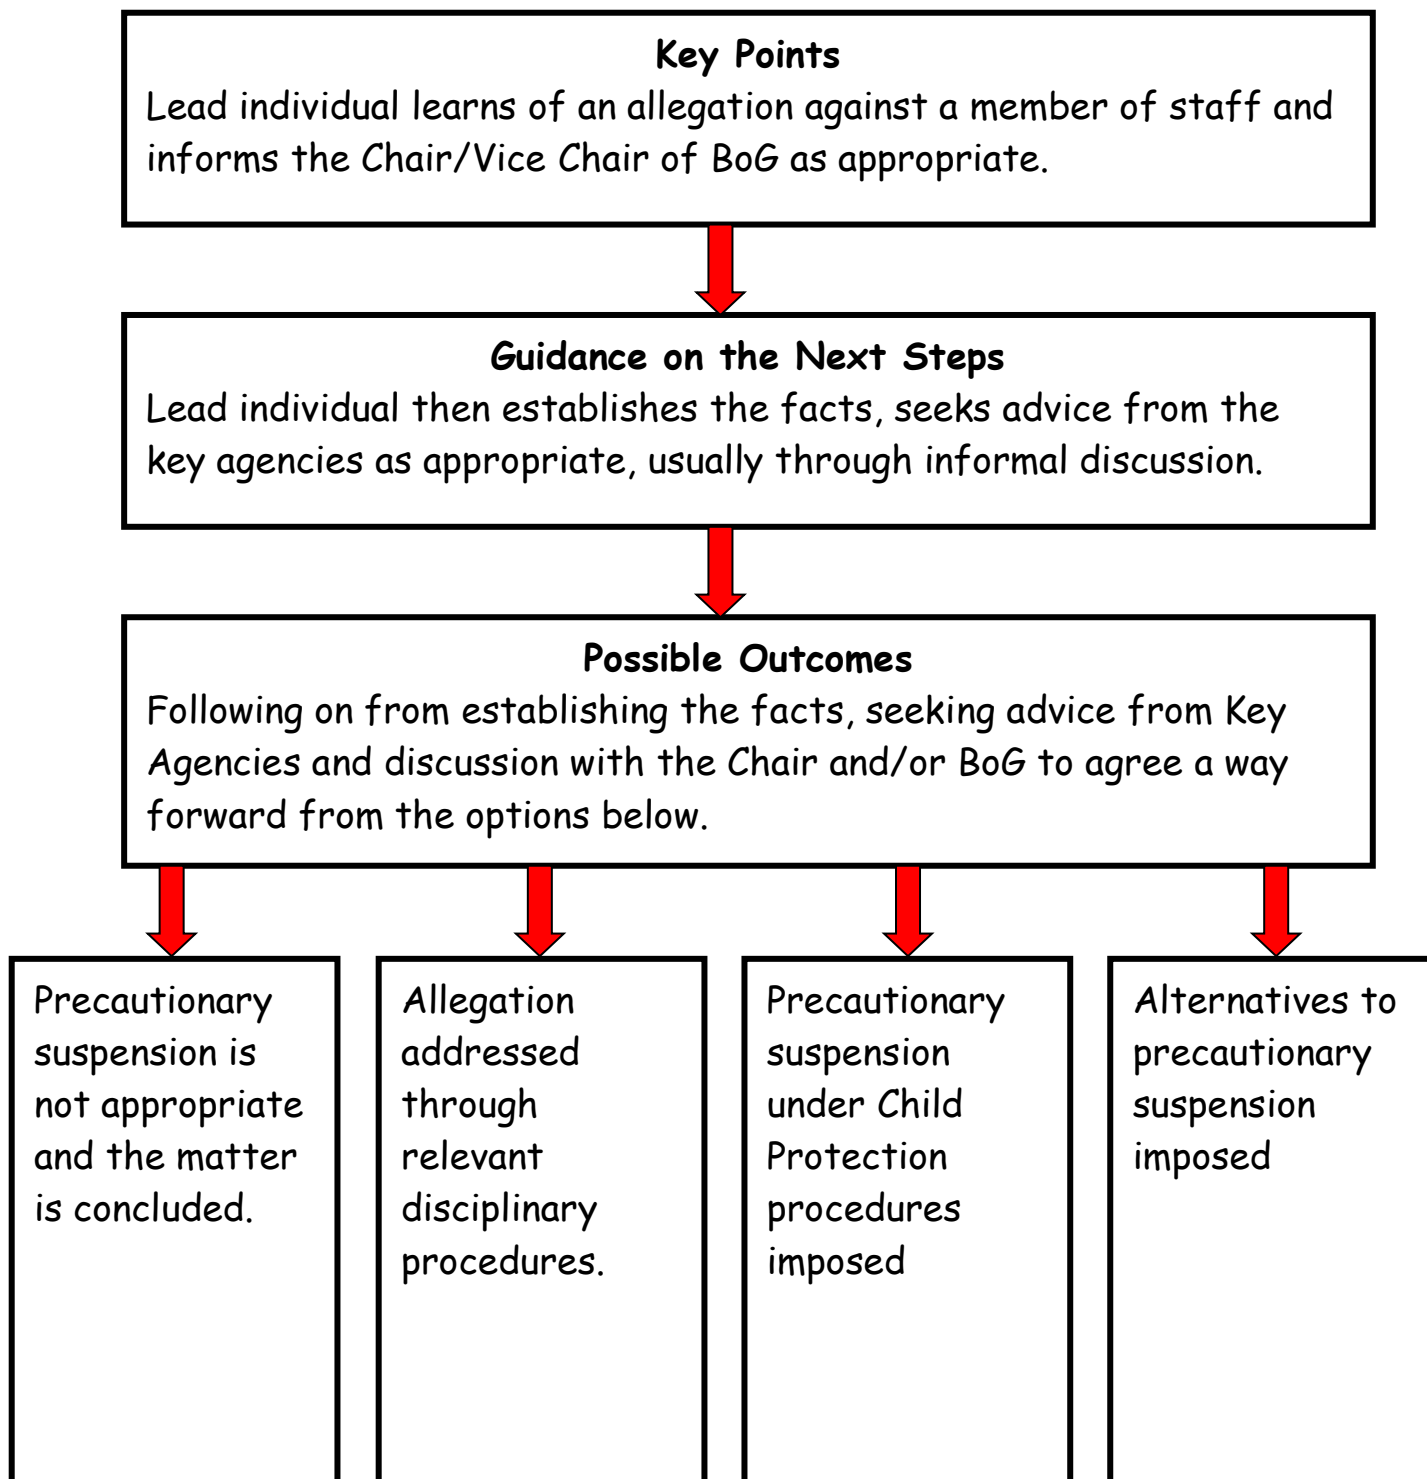 Key Points
Lead individual learns of an allegation against a member of staff and
informs the Chair/Vice Chair of BoG as appropriate.
Guidance on the Next Steps
Lead individual then establishes the facts, seeks advice from the
key agencies as appropriate, usually through informal discussion.
Possible Outcomes
Following on from establishing the facts, seeking advice from Key
Agencies and discussion with the Chair and/or BoG to agree a way
forward from the options below.
Precautionary
suspension is
not appropriate
and the matter
is concluded.
Allegation
addressed
through
relevant
disciplinary
procedures.
Precautionary
suspension
under Child
Protection
procedures
imposed
Alternatives to
precautionary
suspension
imposed